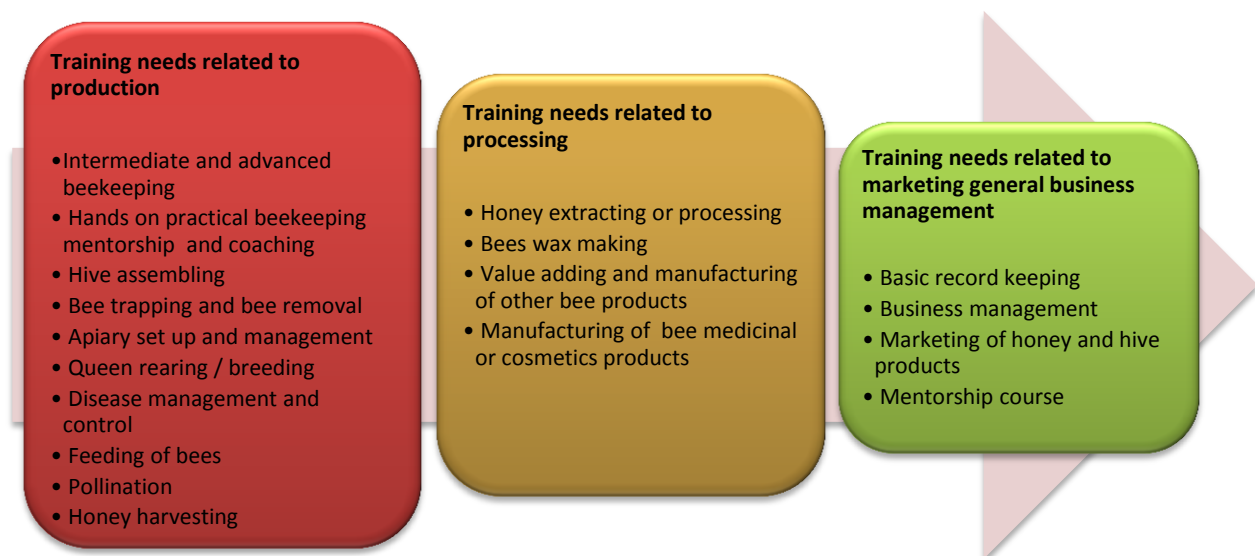 Training needs related to
production
•Intermediate and advanced
beekeeping
• Hands on practical beekeeping
mentorship and coaching
• Hive assembling
• Bee trapping and bee removal
• Apiary set up and management
• Queen rearing / breeding
• Disease management and
control
• Feeding of bees
• Pollination
• Honey harvesting
Training needs related to
processing
• Honey extracting or processing
• Bees wax making
• Value adding and manufacturing
of other bee products
• Manufacturing of bee medicinal
or cosmetics products
Training needs related to
marketing general business
management
• Basic record keeping
• Business management
• Marketing of honey and hive
products
• Mentorship course